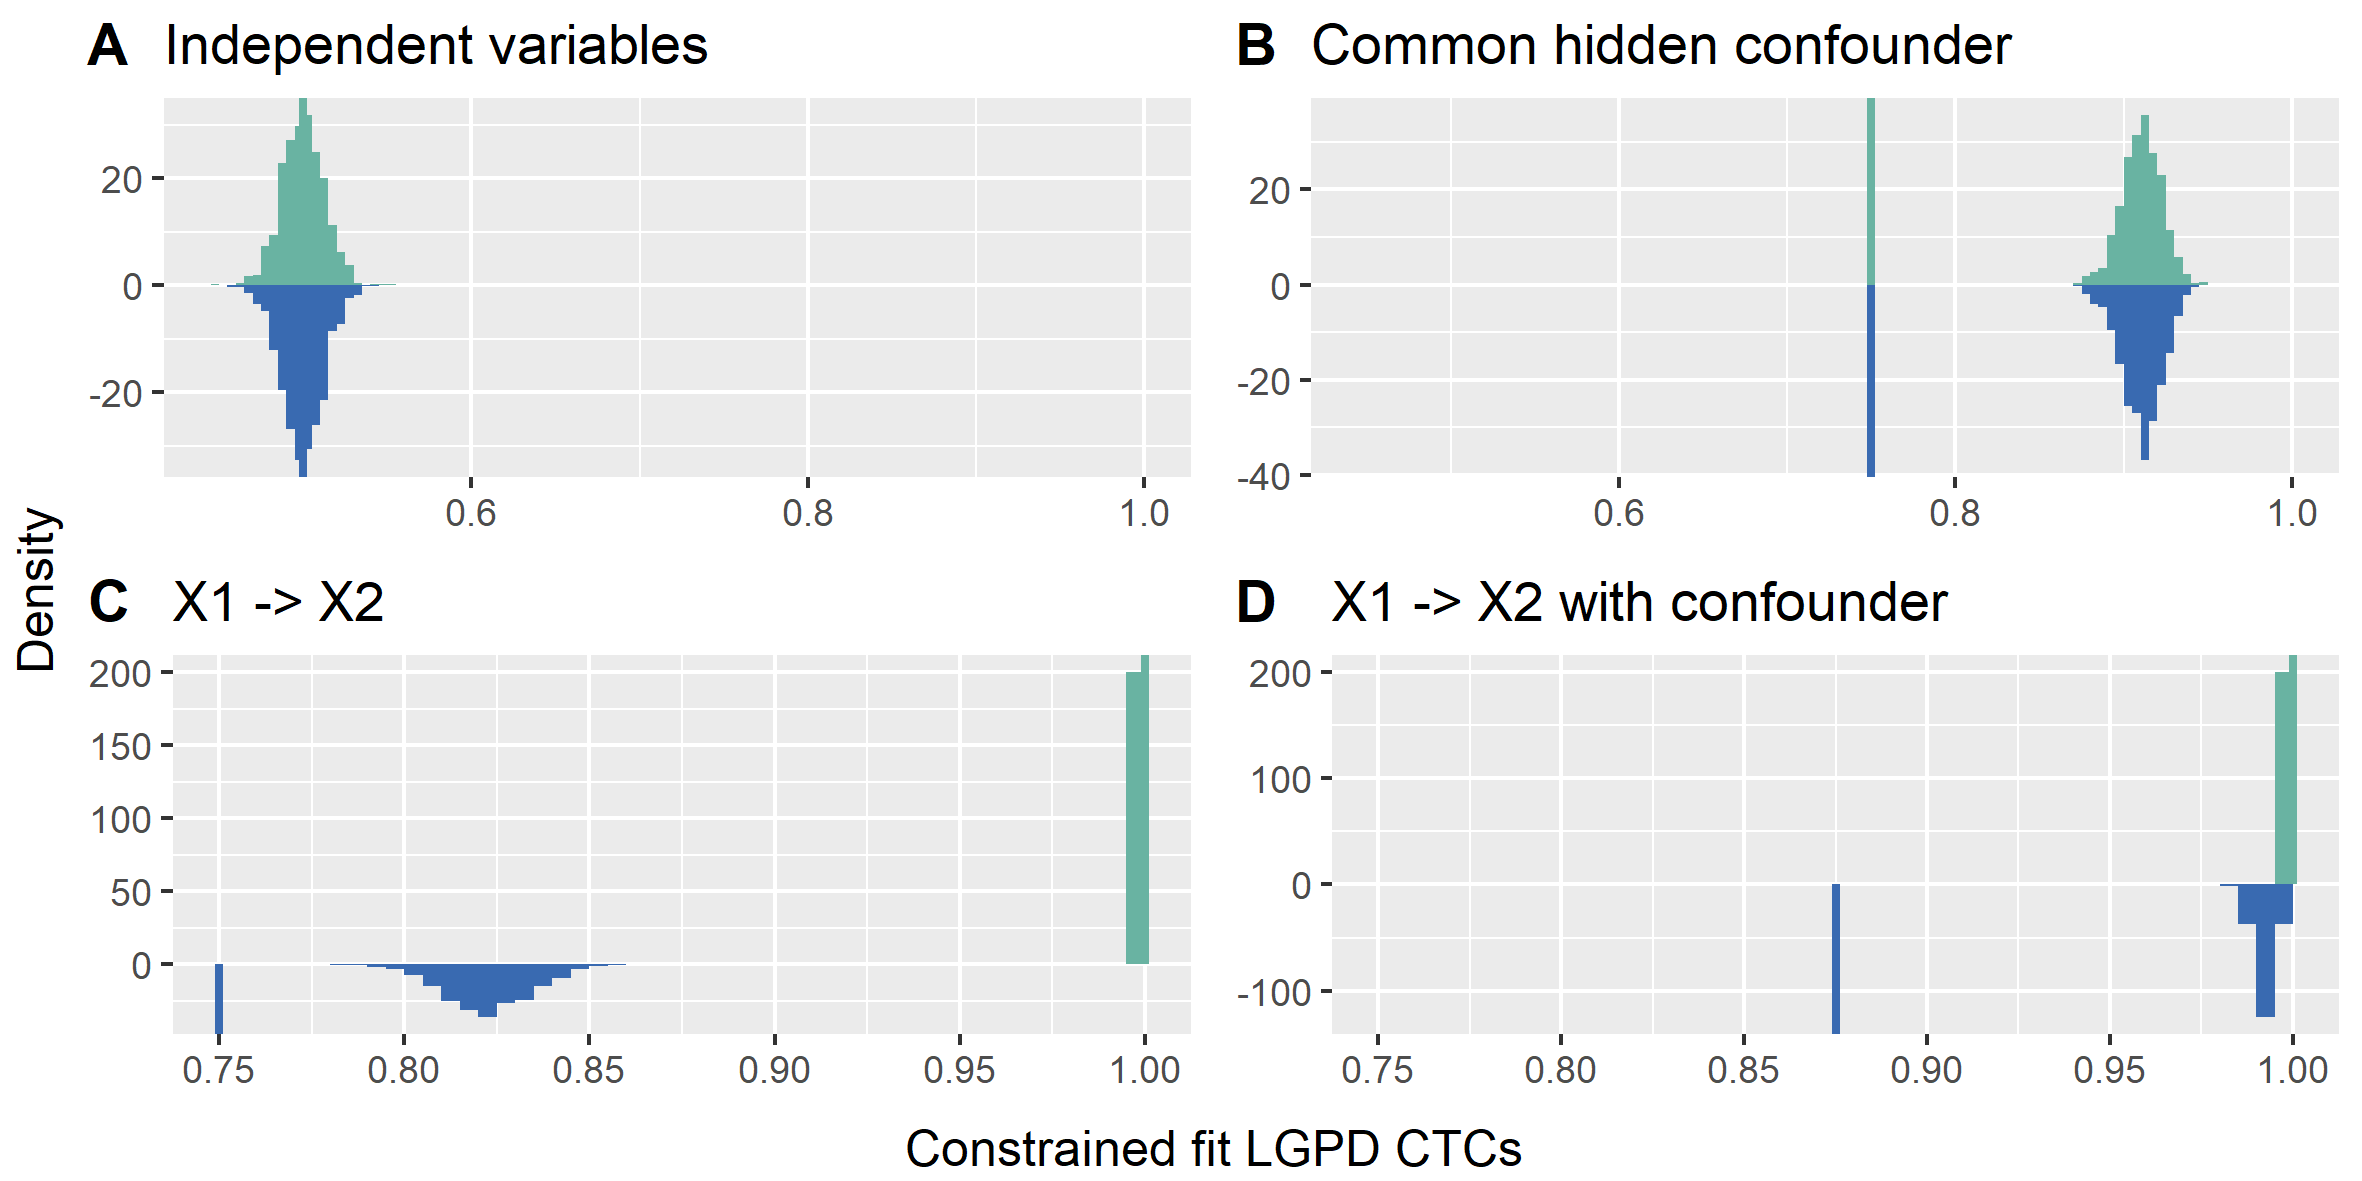 A Independent variables
20
0
-20
0.6 0.8 1.0
B Common hidden confounder
20
0
-20
-40
0.6 0.8 1.0
Density
C X1 -> X2
200
150
100
50
0
0.75 0.80 0.85 0.90 0.95 1.00
D X1 -> X2 with confounder
200
100
0
-100
0.75 0.80 0.85 0.90 0.95 1.00
Constrained fit LGPD CTCs